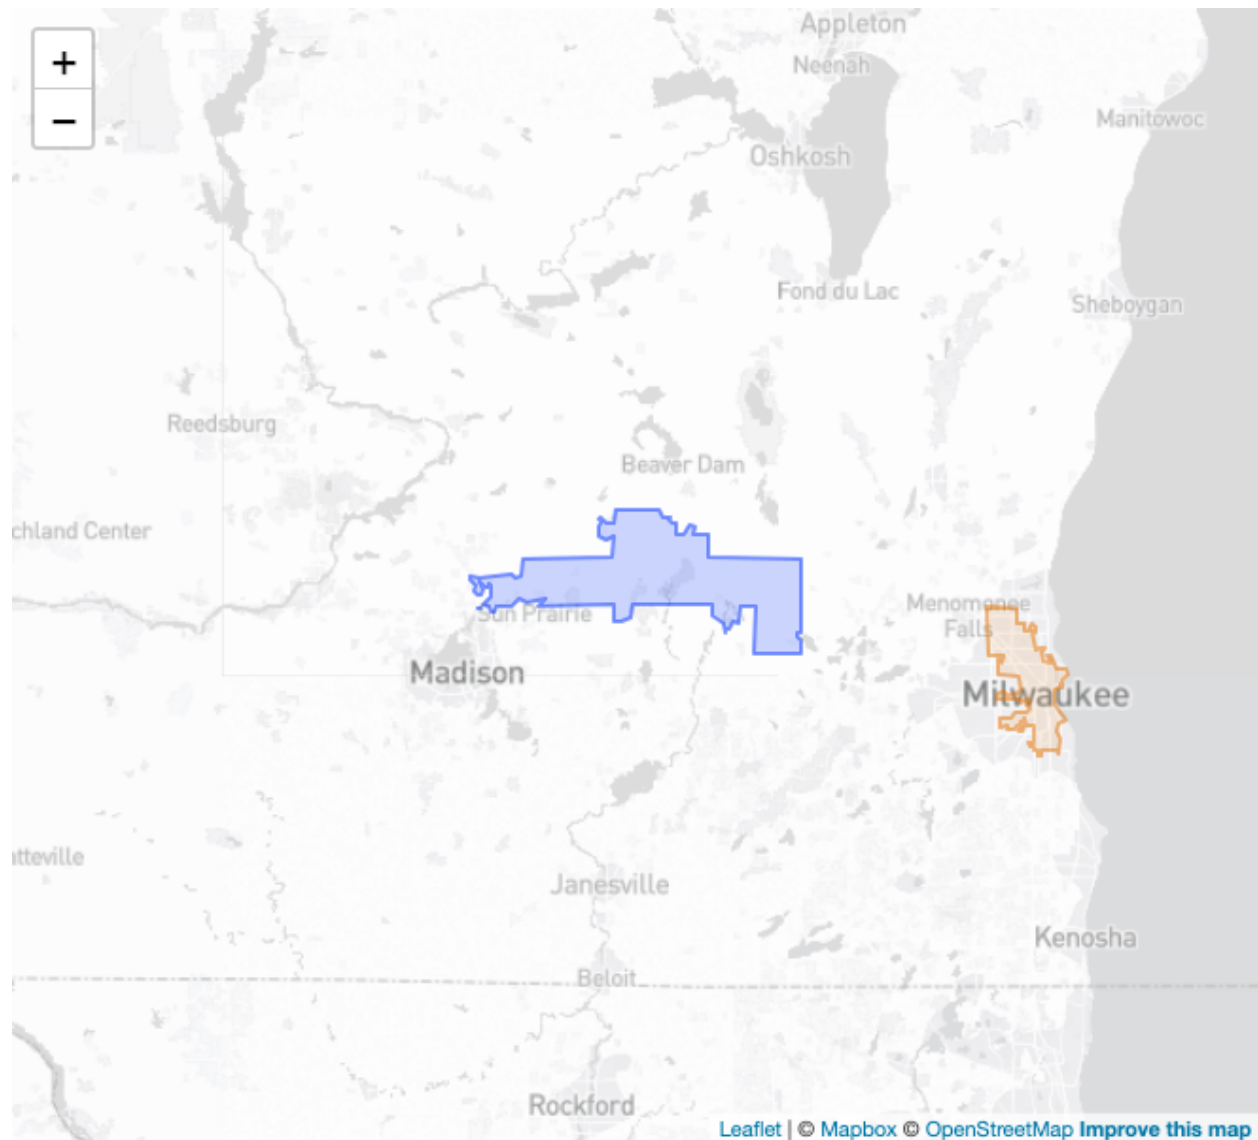 +
−
Appleton
Neenah
Manitowoc
Oshkosh
Fond du Lac
Sheboygan
Reedsburg
Beaver Dam
chland Center
Menomonee
Falls
Sun Prairie
Madison
Milwaukee
atteville
Janesville
Kenosha
Beloit
Rockford
Leaflet | © Mapbox © OpenStreetMap Improve this map